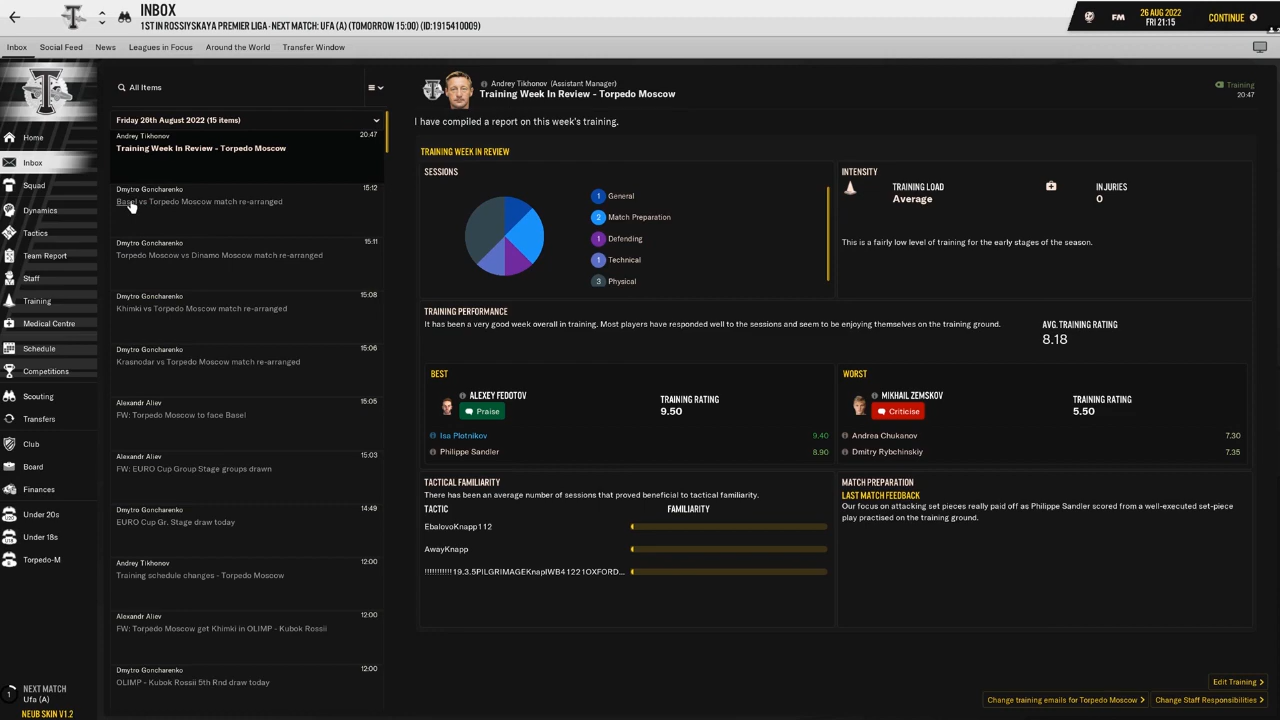 INBOX
1ST IN ROSSIYSKAYA PREMIER LIGA - NEXT MATCH: UFA (A) (TOMORROW 15:00) (ID:1915410009)
FM
26 AUG 2022
FRI 21:15
CONTINUE
Inbox
Social Feed
News
Leagues in Focus
Around the World
Transfer Window
Home
Inbox
Squad
Dynamics
Tactics
Team Report
Staff
Training
Medical Centre
Schedule
Competitions
Scouting
Transfers
Club
Board
Finances
Under 20s
Under 18s
Torpedo-M
1
NEXT MATCH
Ufa (A)
NEUB SKIN V1.2
All Items
Friday 26th August 2022 (15 items)
Andrey Tikhonov 20:47
Training Week In Review - Torpedo Moscow
Dmytro Goncharenko 15:12
Basel vs Torpedo Moscow match re-arranged
Dmytro Goncharenko 15:11
Torpedo Moscow vs Dinamo Moscow match re-arranged
Dmytro Goncharenko 15:08
Khimki vs Torpedo Moscow match re-arranged
Dmytro Goncharenko 15:06
Krasnodar vs Torpedo Moscow match re-arranged
Alexandr Aliev 15:05
FW: Torpedo Moscow to face Basel
Alexandr Aliev 15:03
FW: EURO Cup Group Stage groups drawn
Dmytro Goncharenko 14:49
EURO Cup Gr. Stage draw today
Andrey Tikhonov 12:00
Training schedule changes - Torpedo Moscow
Alexandr Aliev 12:00
FW: Torpedo Moscow get Khimki in OLIMP - Kubok Rossii
Dmytro Goncharenko 12:00
OLIMP - Kubok Rossii 5th Rnd draw today
Andrey Tikhonov (Assistant Manager)
Training Week In Review - Torpedo Moscow
Training
20:47
I have compiled a report on this week's training.
TRAINING WEEK IN REVIEW
SESSIONS
1 General
2 Match Preparation
1 Defending
1 Technical
3 Physical
INTENSITY
TRAINING LOAD
Average
INJURIES
0
This is a fairly low level of training for the early stages of the season.
TRAINING PERFORMANCE
It has been a very good week overall in training. Most players have responded well to the sessions and seem to be enjoying themselves on the training ground.
AVG. TRAINING RATING
8.18
BEST
ALEXEY FEDOTOV
Praise
TRAINING RATING
9.50
Isa Plotnikov 9.40
Philippe Sandler 8.90
WORST
MIKHAIL ZEMSKOV
Criticise
TRAINING RATING
5.50
Andrea Chukanov 7.30
Dmitry Rybchinskiy 7.35
TACTICAL FAMILIARITY
There has been an average number of sessions that proved beneficial to tactical familiarity.
TACTIC FAMILIARITY
EbalovoKnapp112
AwayKnapp
!!!!!!!!!!!19.3.5PILGRIMAGEKnapIWB41221OXFORD...
MATCH PREPARATION
LAST MATCH FEEDBACK
Our focus on attacking set pieces really paid off as Philippe Sandler scored from a well-executed set-piece
play practised on the training ground.
Edit Training
Change training emails for Torpedo Moscow
Change Staff Responsibilities